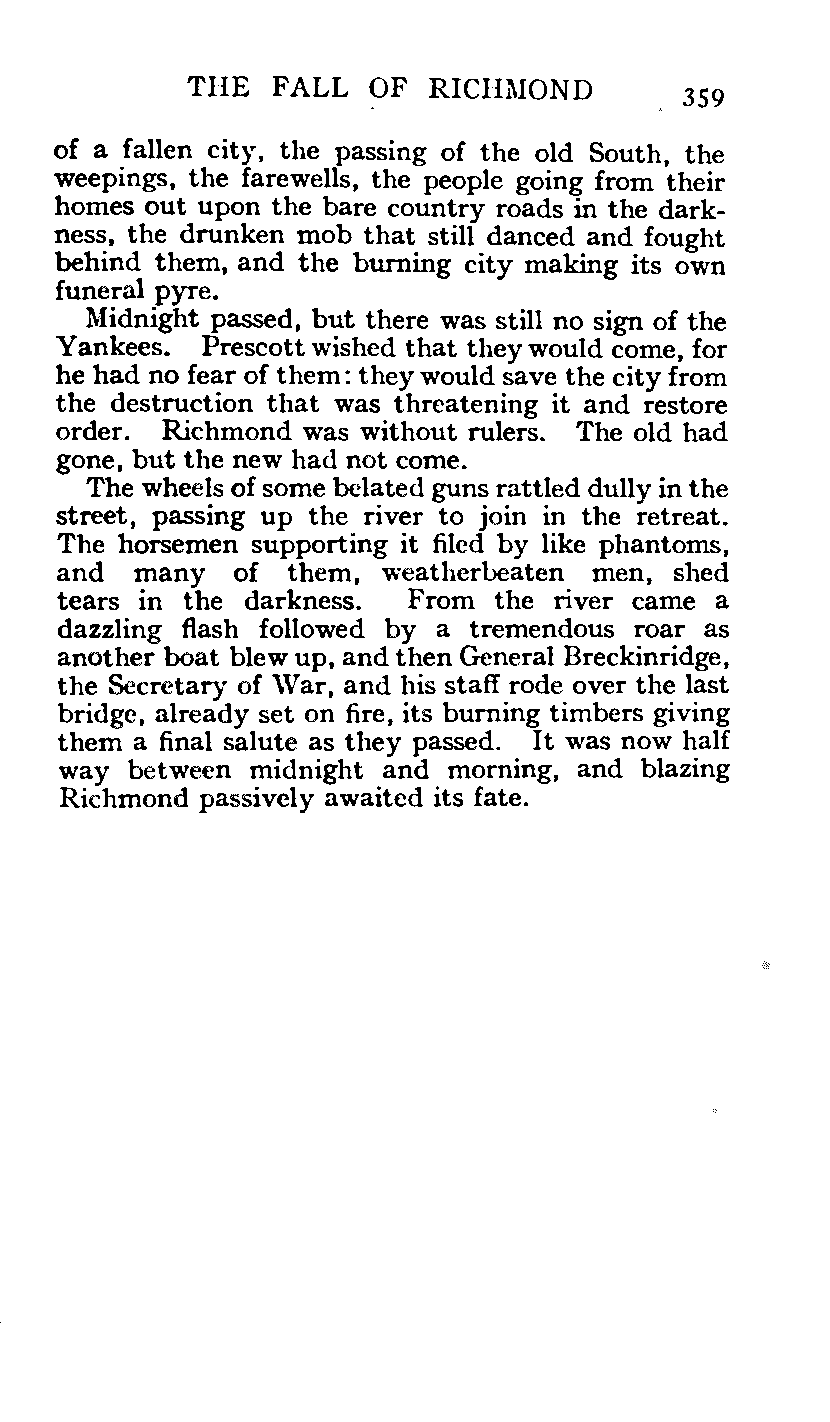 THE FALL OF RICHMOND 359
of a fallen city, the passing of the old South, the
weepings, the farewells, the people going from their
homes out upon the bare country roads in the dark-
ness, the drunken mob that still danced and fought
behind them, and the burning city making its own
funeral pyre.
Midnight passed, but there was still no sign of the
Yankees. Prescott wished that they would come, for
he had no fear of them: they would save the city from
the destruction that was threatening it and restore
order. Richmond was without rulers. The old had
gone, but the new had not come.
The wheels of some belated guns rattled dully in the
street, passing up the river to join in the retreat.
The horsemen supporting it filed by like phantoms,
and many of them, weatherbeaten men, shed
tears in the darkness. From the river came a
dazzling flash followed by a tremendous roar as
another boat blew up, and then General Breckinridge,
the Secretary of War, and his staff rode over the last
bridge, already set on fire, its burning timbers giving
them a final salute as they passed. It was now half
way between midnight and morning, and blazing
Richmond passively awaited its fate.